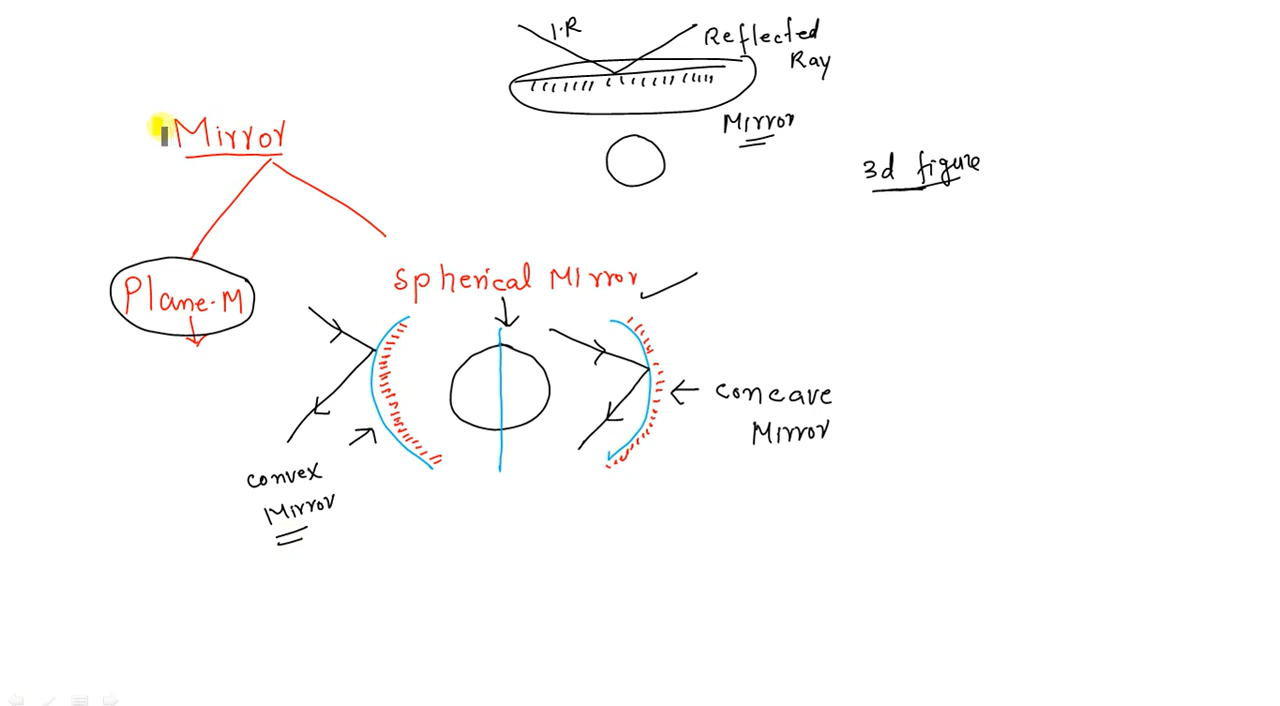 I.R
Reflected
Ray
Mirror
Mirror
3d figure
Plane-M
Spherical Mirror
concave
Mirror
convex
Mirror